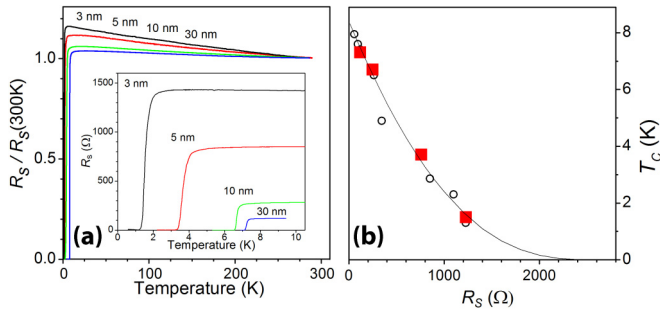 3 nm
5 nm
10 nm
30 nm
R_S / R_S(300K)
1.0
0.5
0.0
0 100 200 300
Temperature (K)
(a)
1500
1000
500
0
R_S (Ω)
0 2 4 6 8 10
Temperature (K)
3 nm
5 nm
10 nm
30 nm
(b)
0 1000 2000
R_S (Ω)
8
6
4
2
0
T_C (K)